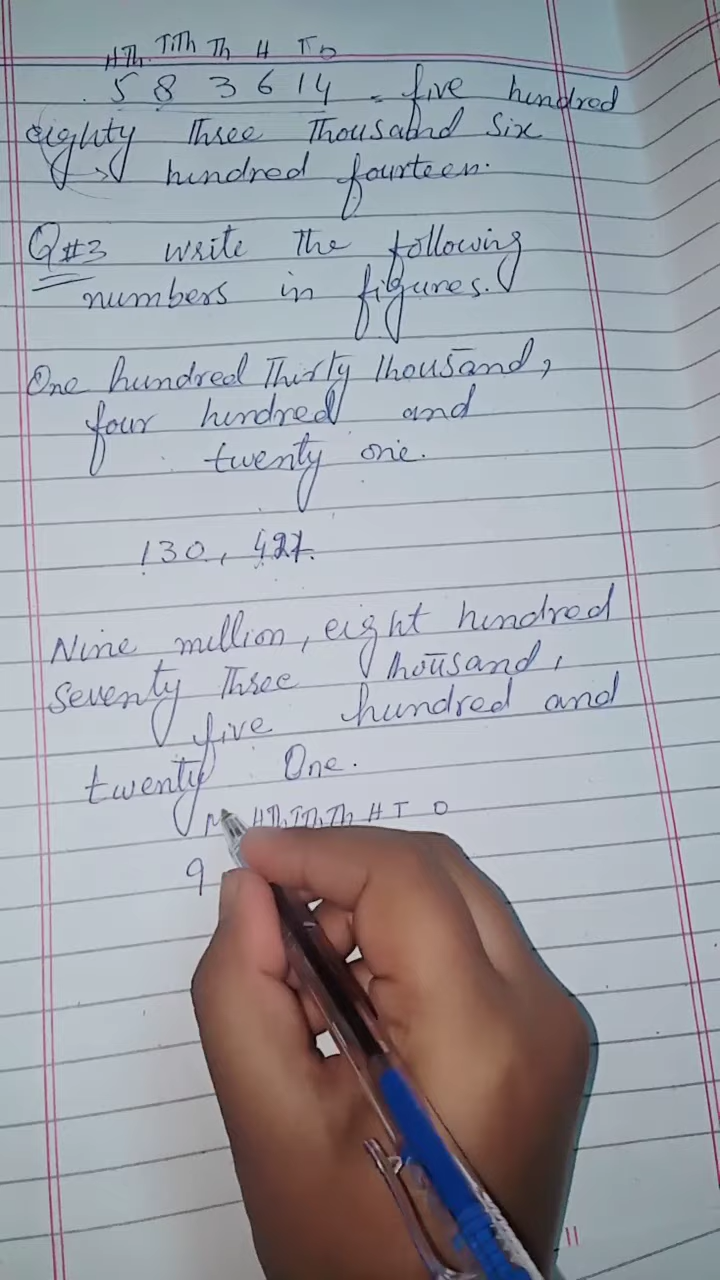 HTh TTh Th H T O
5 8 3 6 1 4 = five hundred
eighty Three Thousand six
hundred fourteen.
Q#3 write the following
numbers in figures.
One hundred Thirty Thousand,
four hundred and
twenty one.
130, 421.
Nine million, eight hundred
seventy Three Thousand,
five hundred and
twenty One.
M HTh TTh Th H T O
9